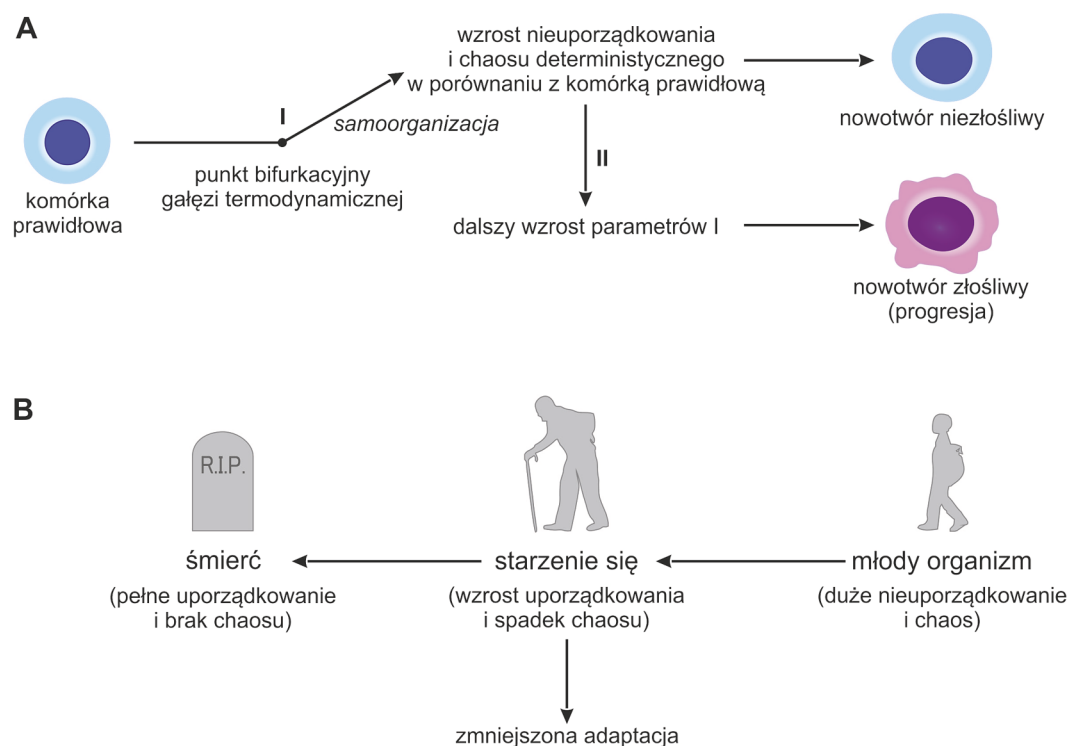 A
komórka
prawidłowa
I
samoorganizacja
punkt bifurkacyjny
gałęzi termodynamicznej
wzrost nieuporządkowania
i chaosu deterministycznego
w porównaniu z komórką prawidłową
nowotwór niezłośliwy
II
dalszy wzrost parametrów I
nowotwór złośliwy
(progresja)
B
R.I.P.
śmierć
(pełne uporządkowanie
i brak chaosu)
starzenie się
(wzrost uporządkowania
i spadek chaosu)
młody organizm
(duże nieuporządkowanie
i chaos)
zmniejszona adaptacja